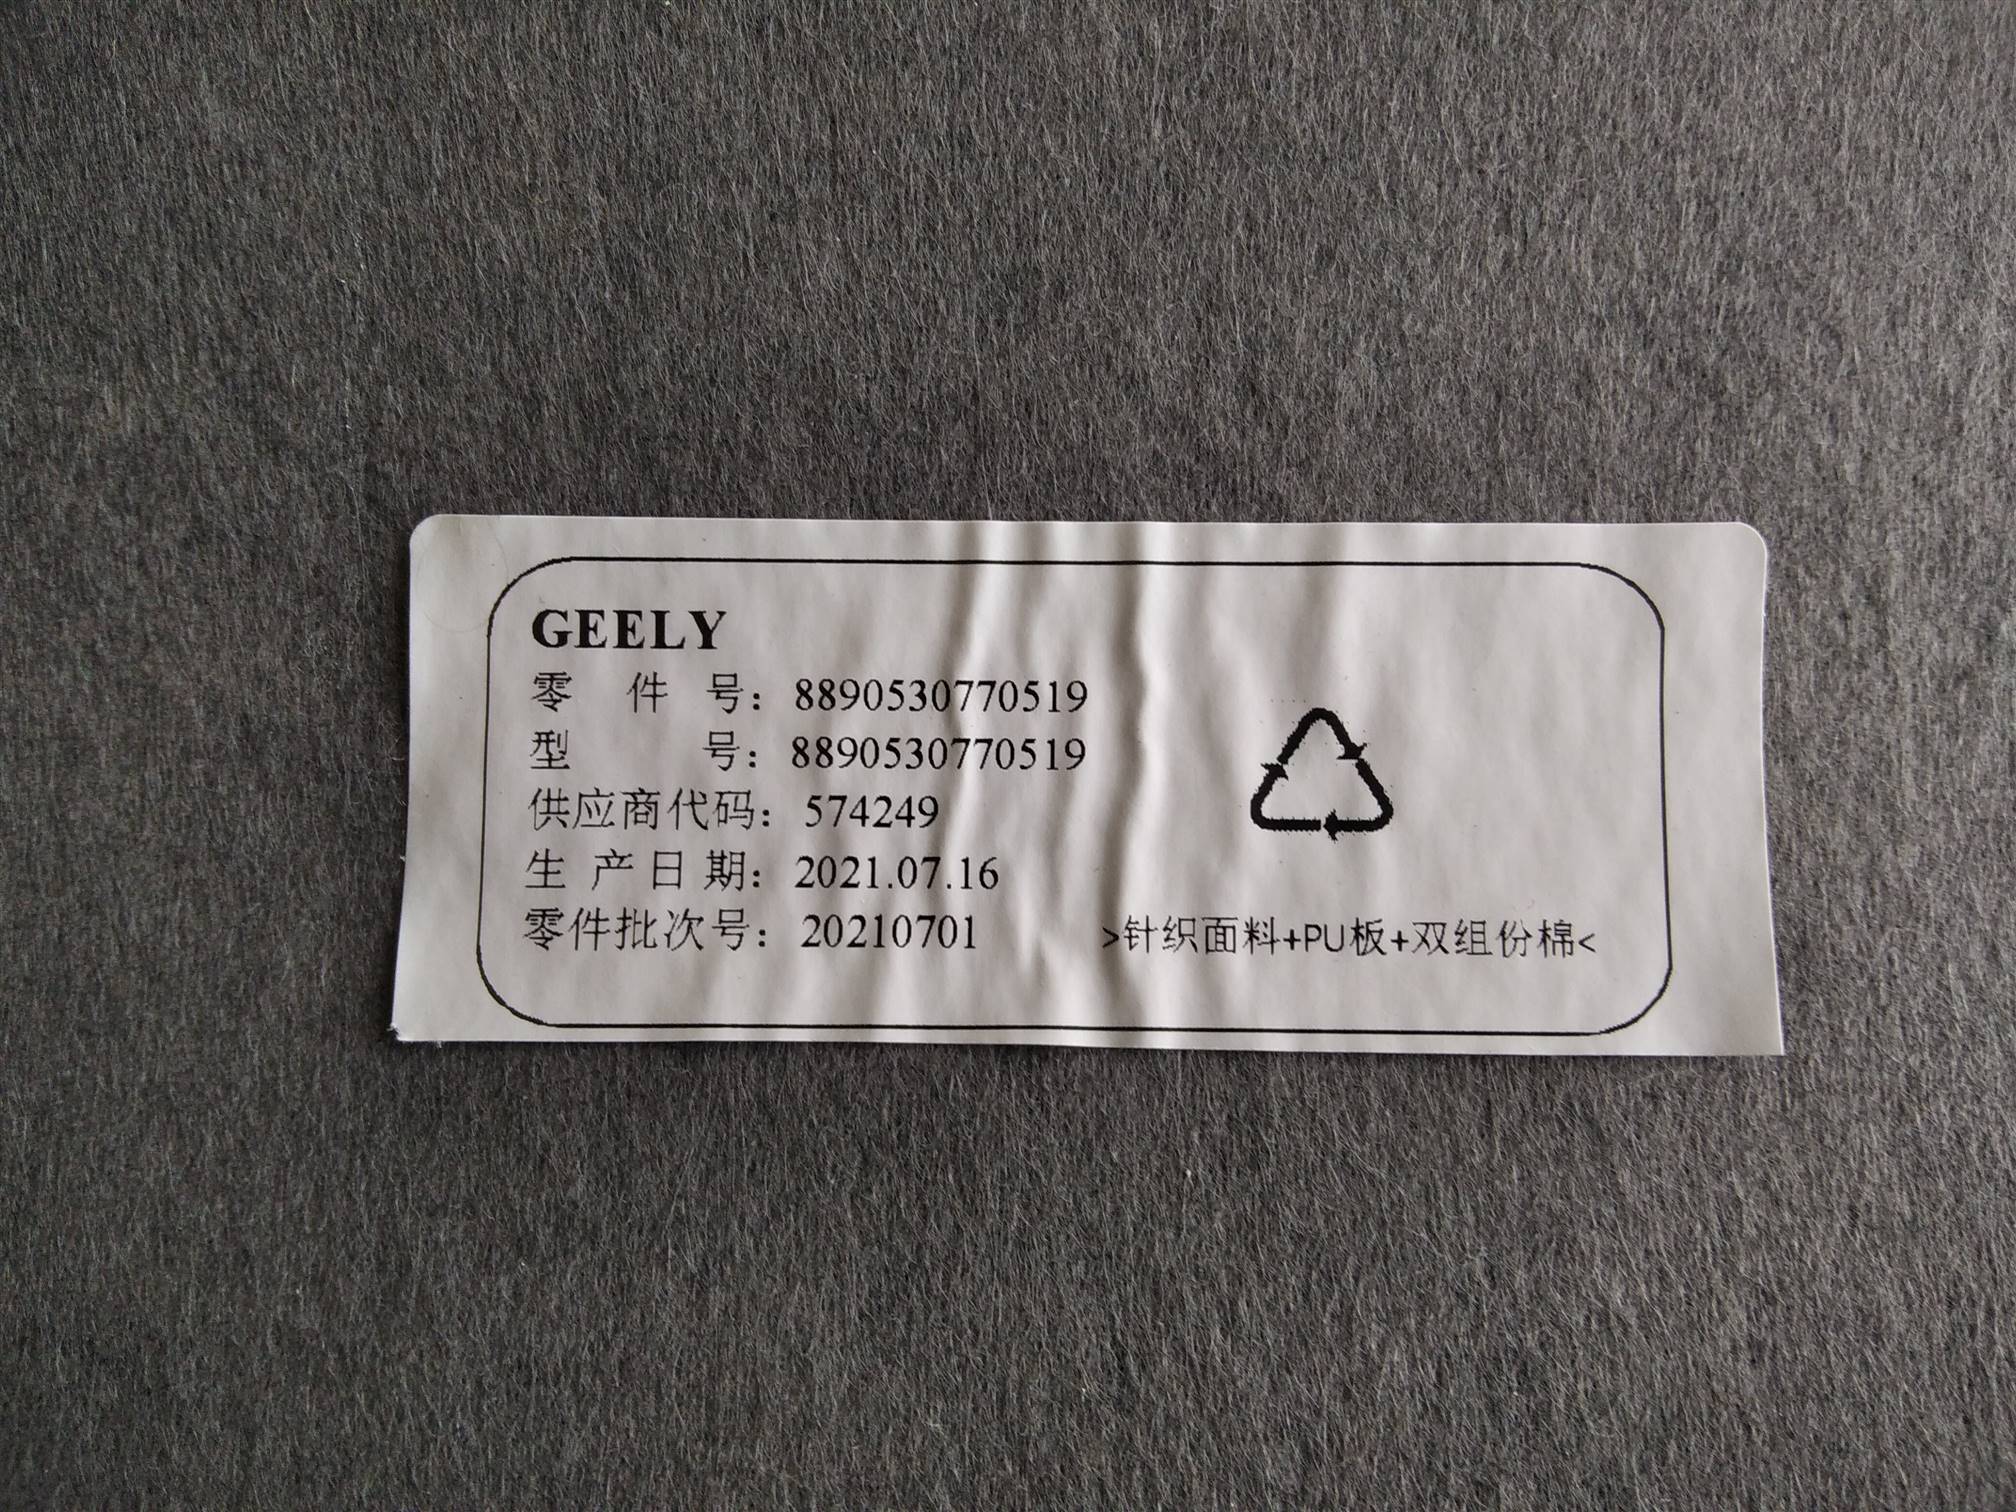 GEELY
零 件 号：8890530770519
型 号：8890530770519
供应商代码：574249
生 产 日 期：2021.07.16
零件批次号：20210701
>针织面料+PU板+双组份棉<